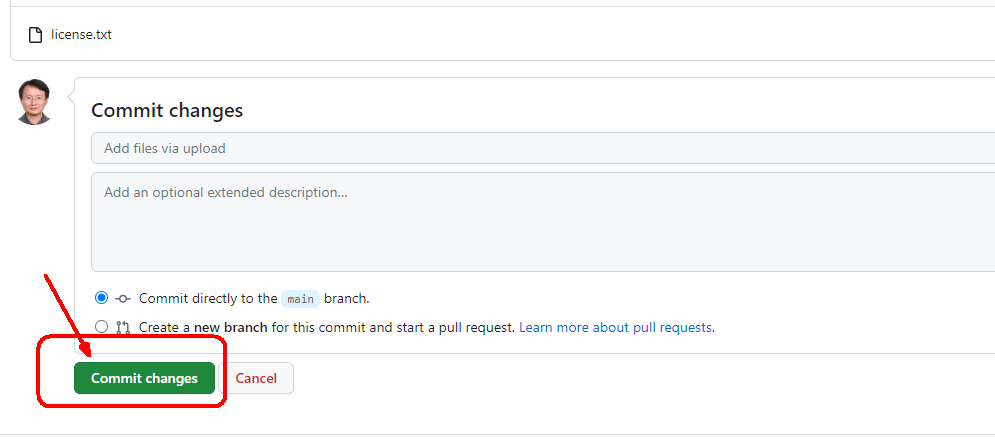 license.txt
Commit changes
Add files via upload
Add an optional extended description...
Commit directly to the main branch.
Create a new branch for this commit and start a pull request. Learn more about pull requests.
Commit changes Cancel